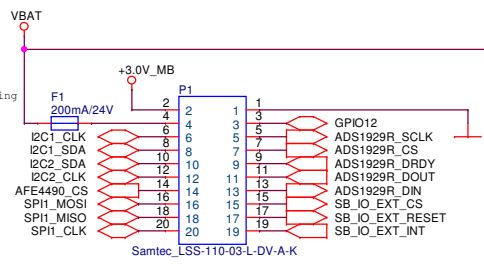 VBAT
+3.0V_MB
ing
F1
200mA/24V
P1
2 2 1 1
4 4 3 3 GPIO12
I2C1_CLK 6 6 5 5 ADS1929R_SCLK
I2C1_SDA 8 8 7 7 ADS1929R_CS
I2C2_SDA 10 10 9 9 ADS1929R_DRDY
I2C2_CLK 12 12 11 11 ADS1929R_DOUT
AFE4490_CS 14 14 13 13 ADS1929R_DIN
SPI1_MOSI 16 16 15 15 SB_IO_EXT_CS
SPI1_MISO 18 18 17 17 SB_IO_EXT_RESET
SPI1_CLK 20 20 19 19 SB_IO_EXT_INT
Samtec_LSS-110-03-L-DV-A-K